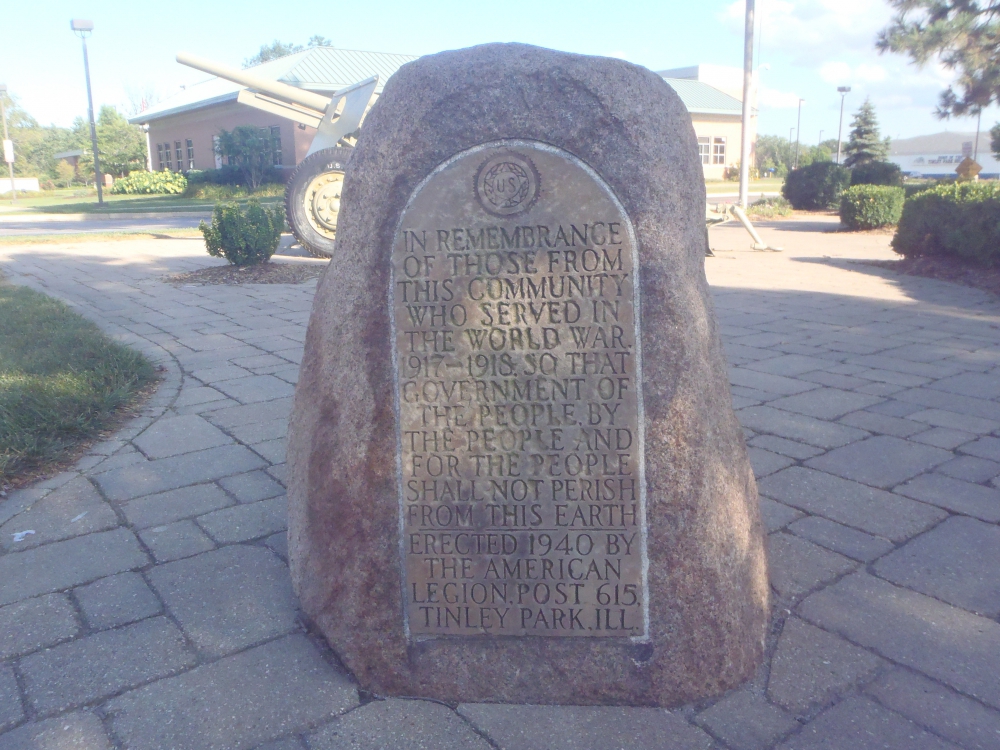 US
IN REMEMBRANCE
OF THOSE FROM
THIS COMMUNITY
WHO SERVED IN
THE WORLD WAR.
1917-1918. SO THAT
GOVERNMENT OF
THE PEOPLE. BY
THE PEOPLE AND
FOR THE PEOPLE
SHALL NOT PERISH
FROM THIS EARTH
ERECTED 1940 BY
THE AMERICAN
LEGION. POST 615.
TINLEY PARK. ILL.